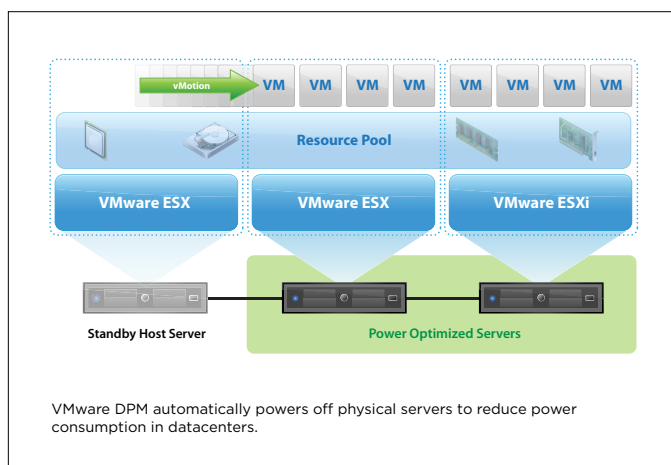 vMotion
VM VM VM VM VM VM VM VM
Resource Pool
VMware ESX VMware ESX VMware ESXi
Standby Host Server Power Optimized Servers
VMware DPM automatically powers off physical servers to reduce power
consumption in datacenters.